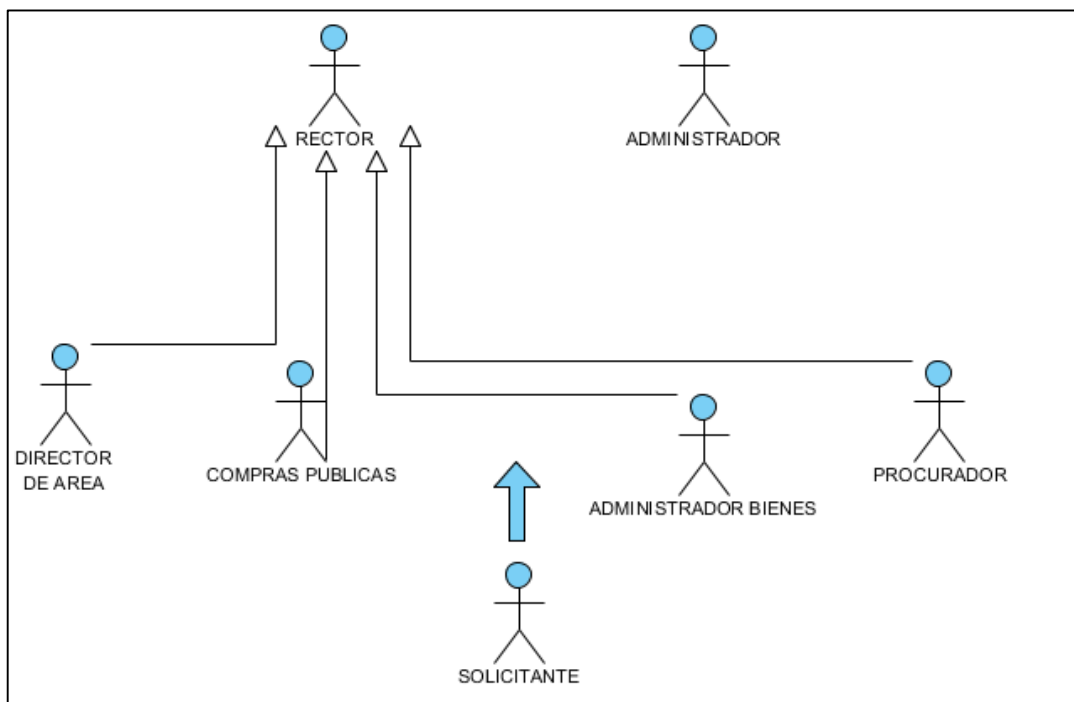 RECTOR
ADMINISTRADOR
DIRECTOR
DE AREA
COMPRAS PUBLICAS
ADMINISTRADOR BIENES
PROCURADOR
SOLICITANTE